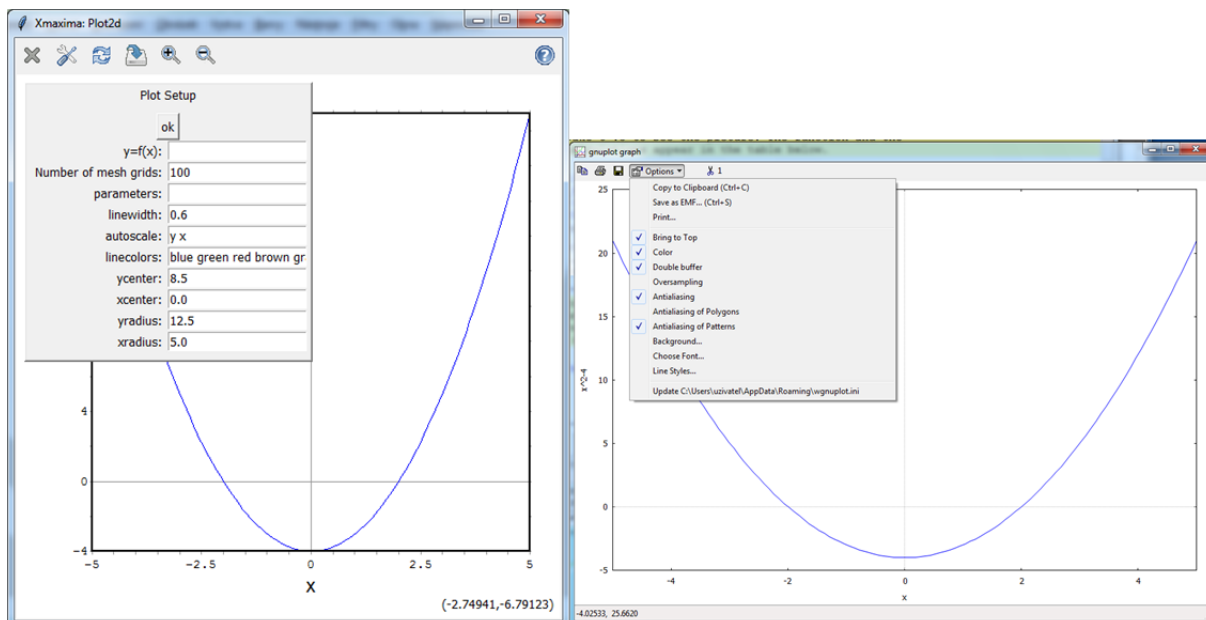 Xmaxima: Plot2d
Plot Setup
ok
y=f(x):
Number of mesh grids: 100
parameters:
linewidth: 0.6
autoscale: y x
linecolors: blue green red brown gr
ycenter: 8.5
xcenter: 0.0
yradius: 12.5
xradius: 5.0
4
0
-4
-5 -2.5 0 2.5 5
X
(-2.74941,-6.79123)
appear in the table below.
gnuplot graph
Options 1
Copy to Clipboard (Ctrl+C)
Save as EMF... (Ctrl+S)
Print...
Bring to Top
Color
Double buffer
Oversampling
Antialiasing
Antialiasing of Polygons
Antialiasing of Patterns
Background...
Choose Font...
Line Styles...
Update C:\Users\uzivatel\AppData\Roaming\wgnuplot.ini
25
20
15
10
5
0
-5
x^2-4
-4 -2 0 2 4
x
-4.02533, 25.6620